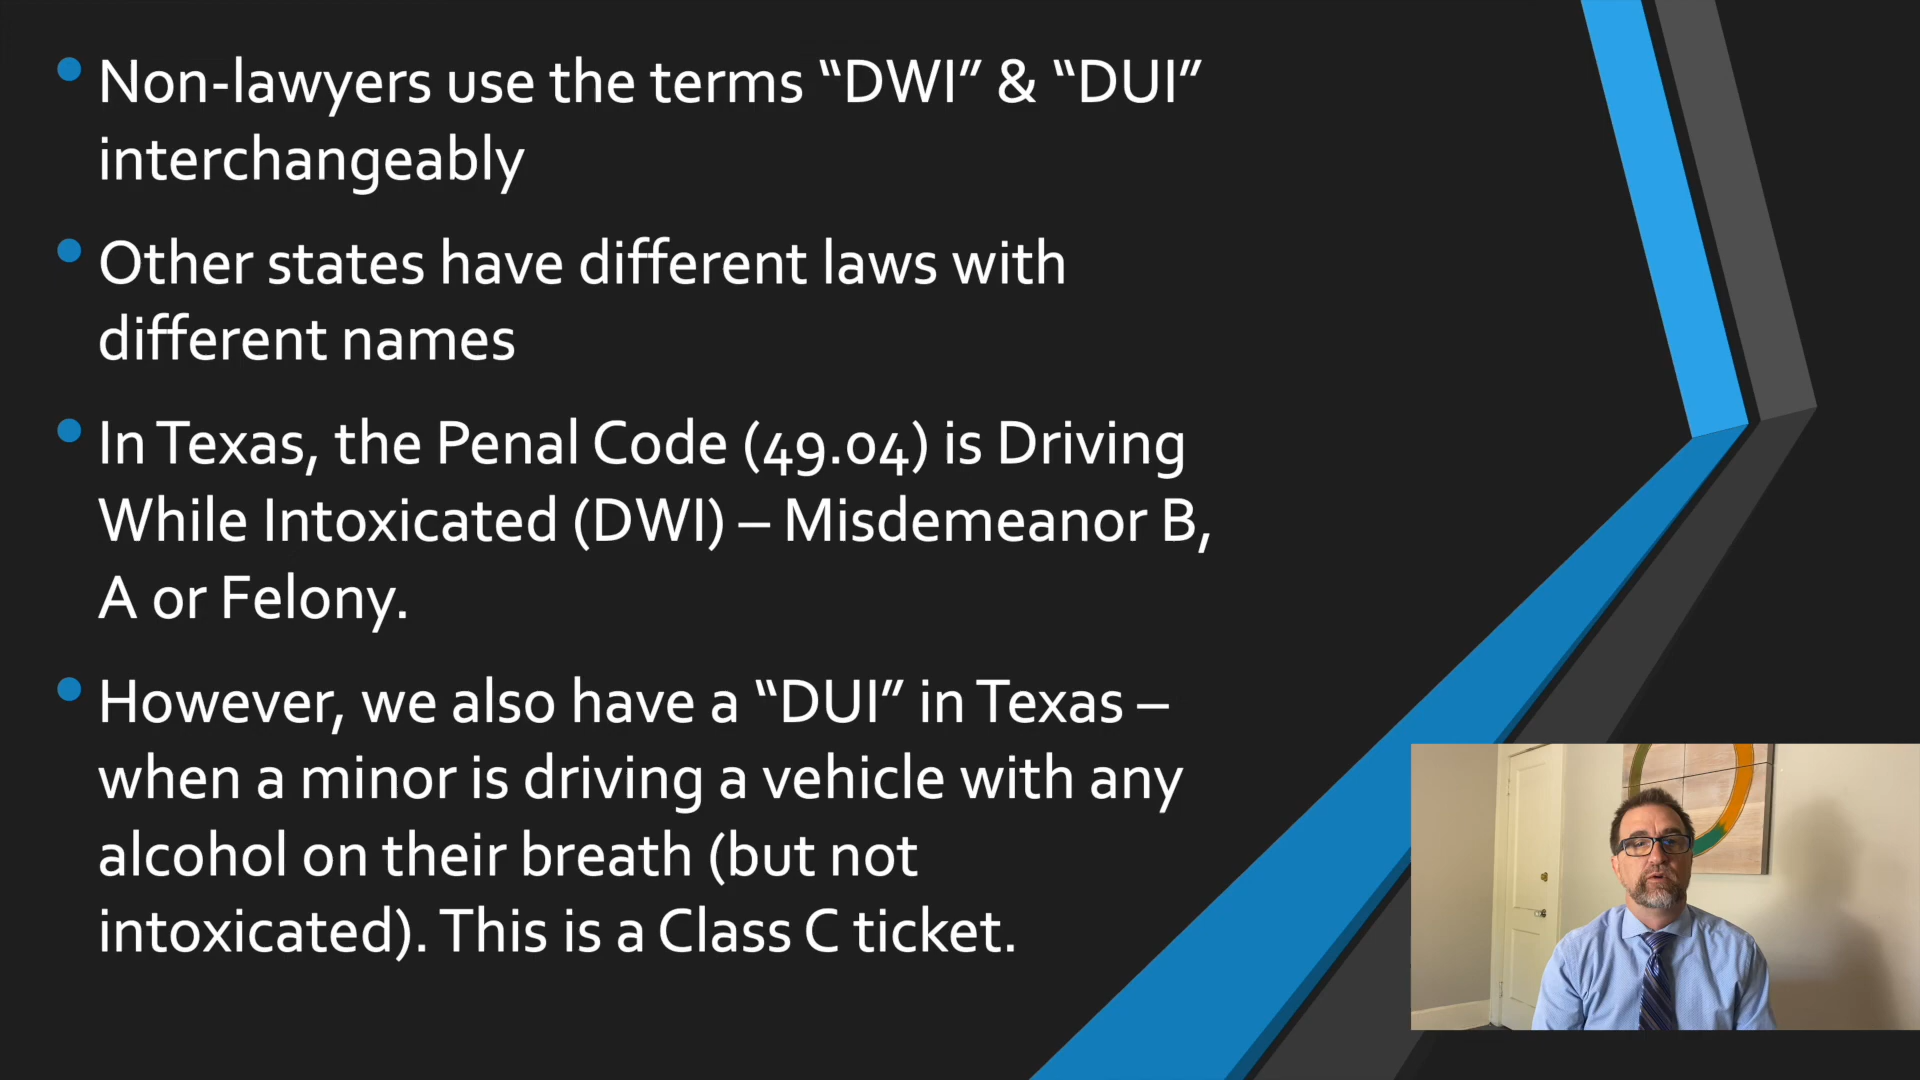 Non-lawyers use the terms “DWI” & “DUI”
interchangeably
Other states have different laws with
different names
In Texas, the Penal Code (49.04) is Driving
While Intoxicated (DWI) – Misdemeanor B,
A or Felony.
However, we also have a “DUI” in Texas –
when a minor is driving a vehicle with any
alcohol on their breath (but not
intoxicated). This is a Class C ticket.